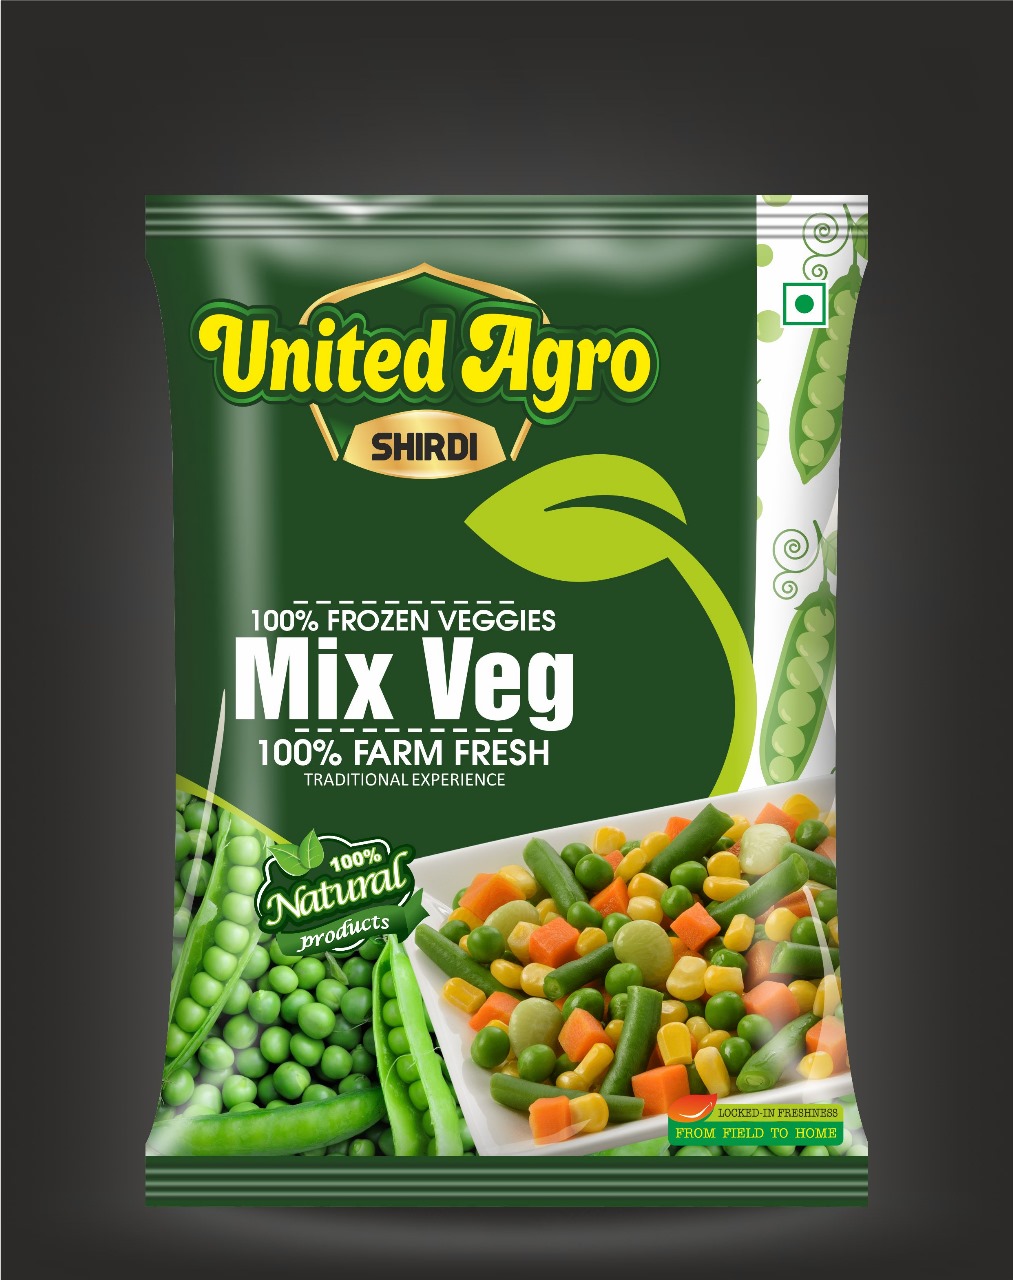 United Agro
SHIRDI
100% FROZEN VEGGIES
Mix Veg
100% FARM FRESH
TRADITIONAL EXPERIENCE
100%
Natural
products
LOCKED-IN FRESHNESS
FROM FIELD TO HOME